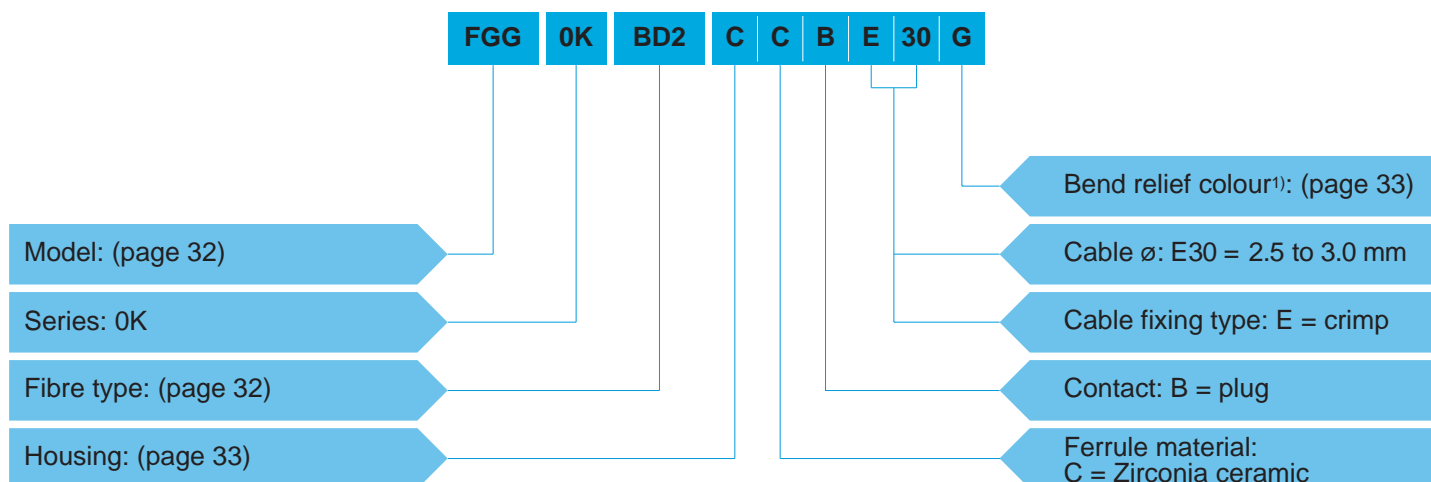 FGG 0K BD2 C C B E 30 G
Bend relief colour1): (page 33)
Model: (page 32)
Cable ø: E30 = 2.5 to 3.0 mm
Series: 0K
Cable fixing type: E = crimp
Fibre type: (page 32)
Contact: B = plug
Housing: (page 33)
Ferrule material:
C = Zirconia ceramic